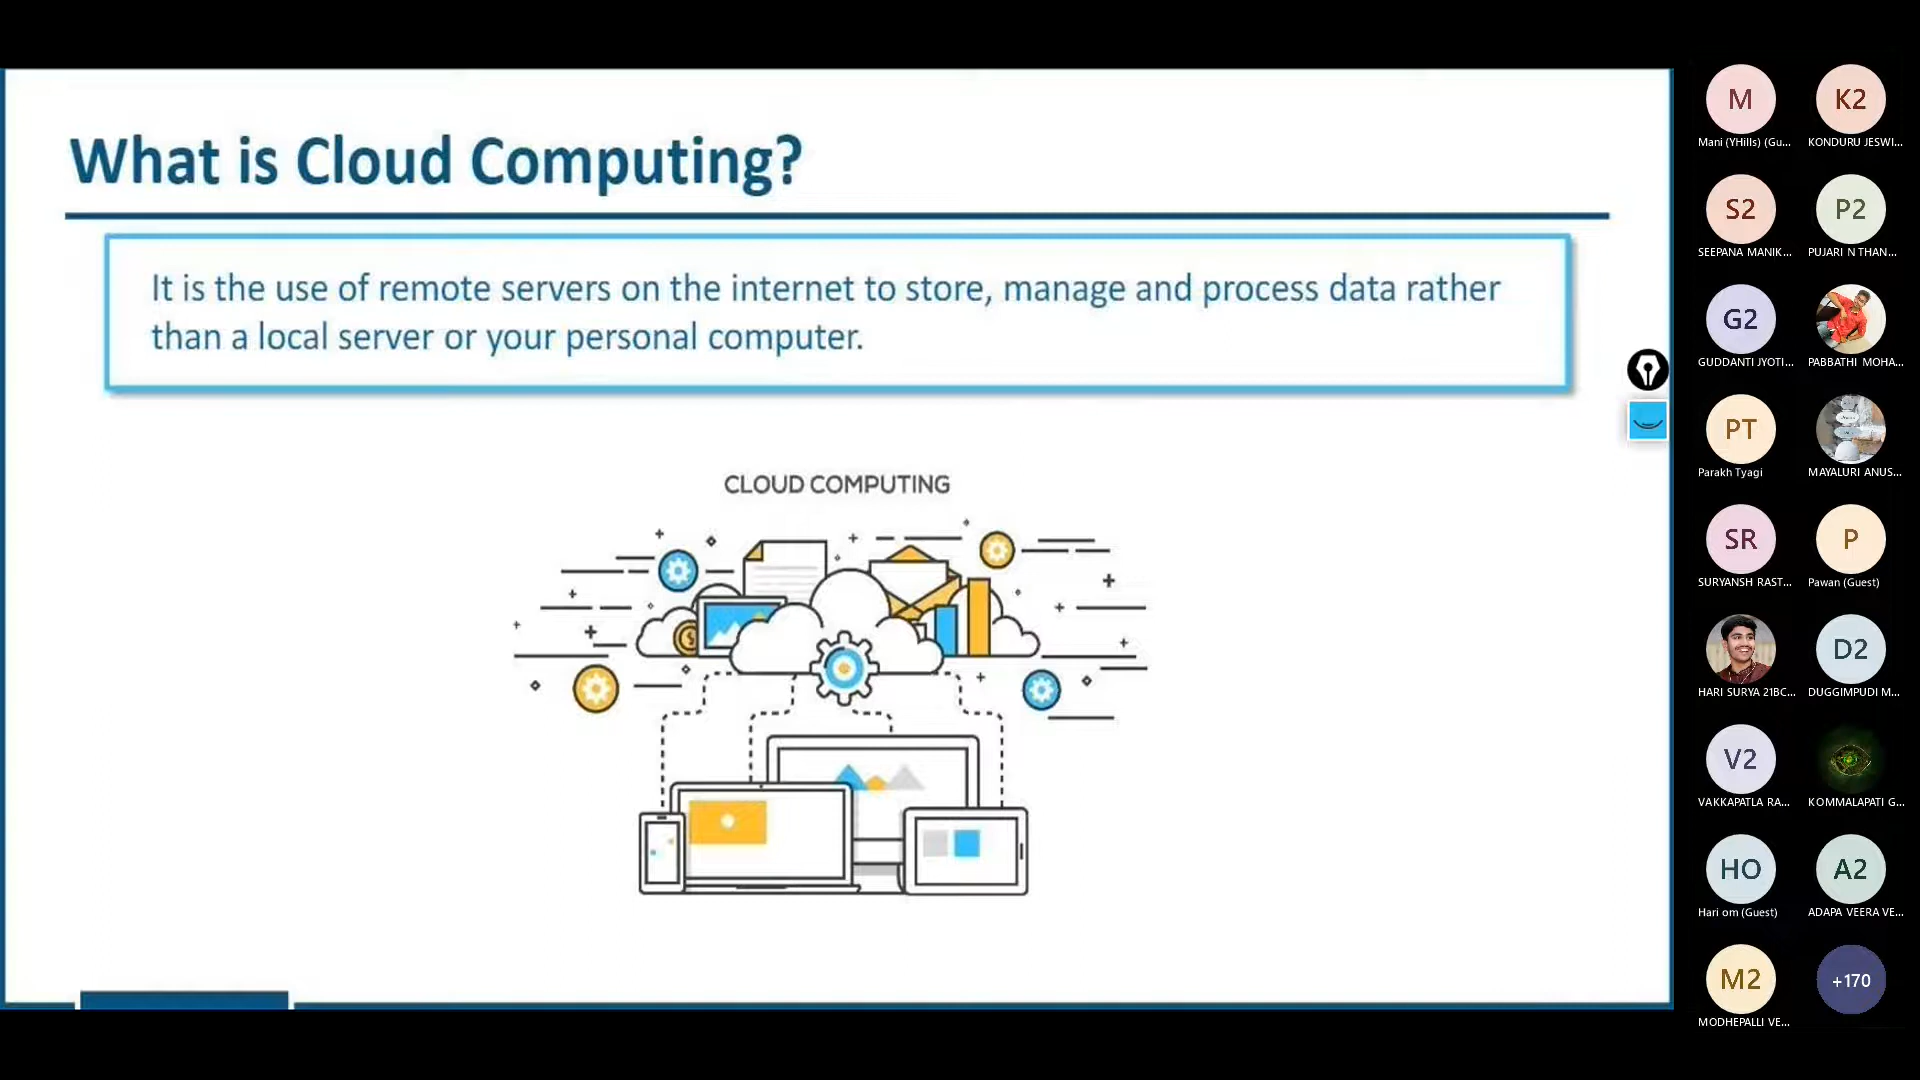 What is Cloud Computing?
It is the use of remote servers on the internet to store, manage and process data rather
than a local server or your personal computer.
CLOUD COMPUTING
M
Mani (YHills) (Gu...
K2
KONDURU JESWI...
S2
SEEPANA MANIK...
P2
PUJARI N THAN...
G2
GUDDANTI JYOTI...
PABBATHI MOHA...
PT
Parakh Tyagi
MAYALURI ANUS...
SR
SURYANSH RAST...
P
Pawan (Guest)
HARI SURYA 21BC...
D2
DUGGIMPUDI M...
V2
VAKKAPATLA RA...
KOMMALAPATI G...
HO
Hari om (Guest)
A2
ADAPA VEERA VE...
M2
MODHEPALLI VE...
+170